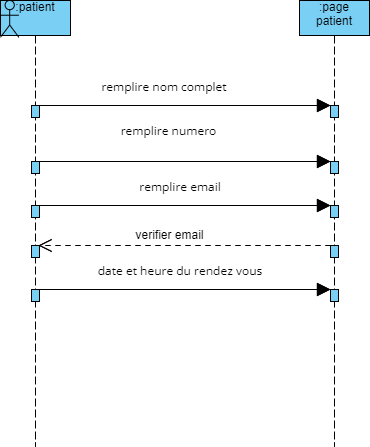 :patient
:page
patient
remplire nom complet
remplire numero
remplire email
verifier email
date et heure du rendez vous